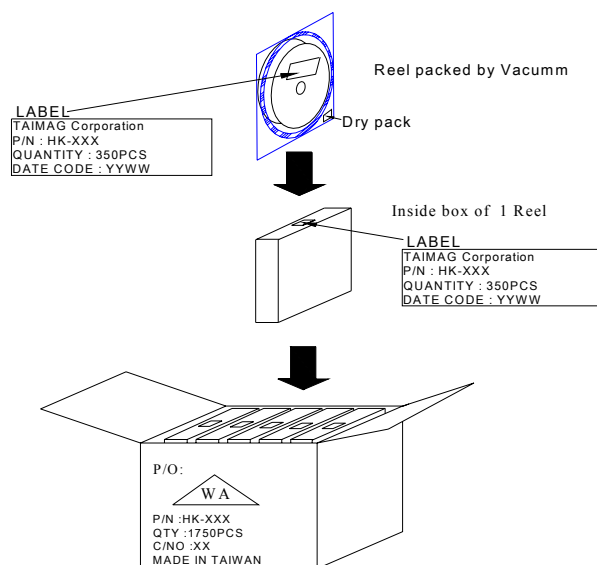 Reel packed by Vacumm
LABEL
TAIMAG Corporation
P/N : HK-XXX
QUANTITY : 350PCS
DATE CODE : YYWW
Dry pack
Inside box of 1 Reel
LABEL
TAIMAG Corporation
P/N : HK-XXX
QUANTITY : 350PCS
DATE CODE : YYWW
P/O:
WA
P/N :HK-XXX
QTY :1750PCS
C/NO :XX
MADE IN TAIWAN